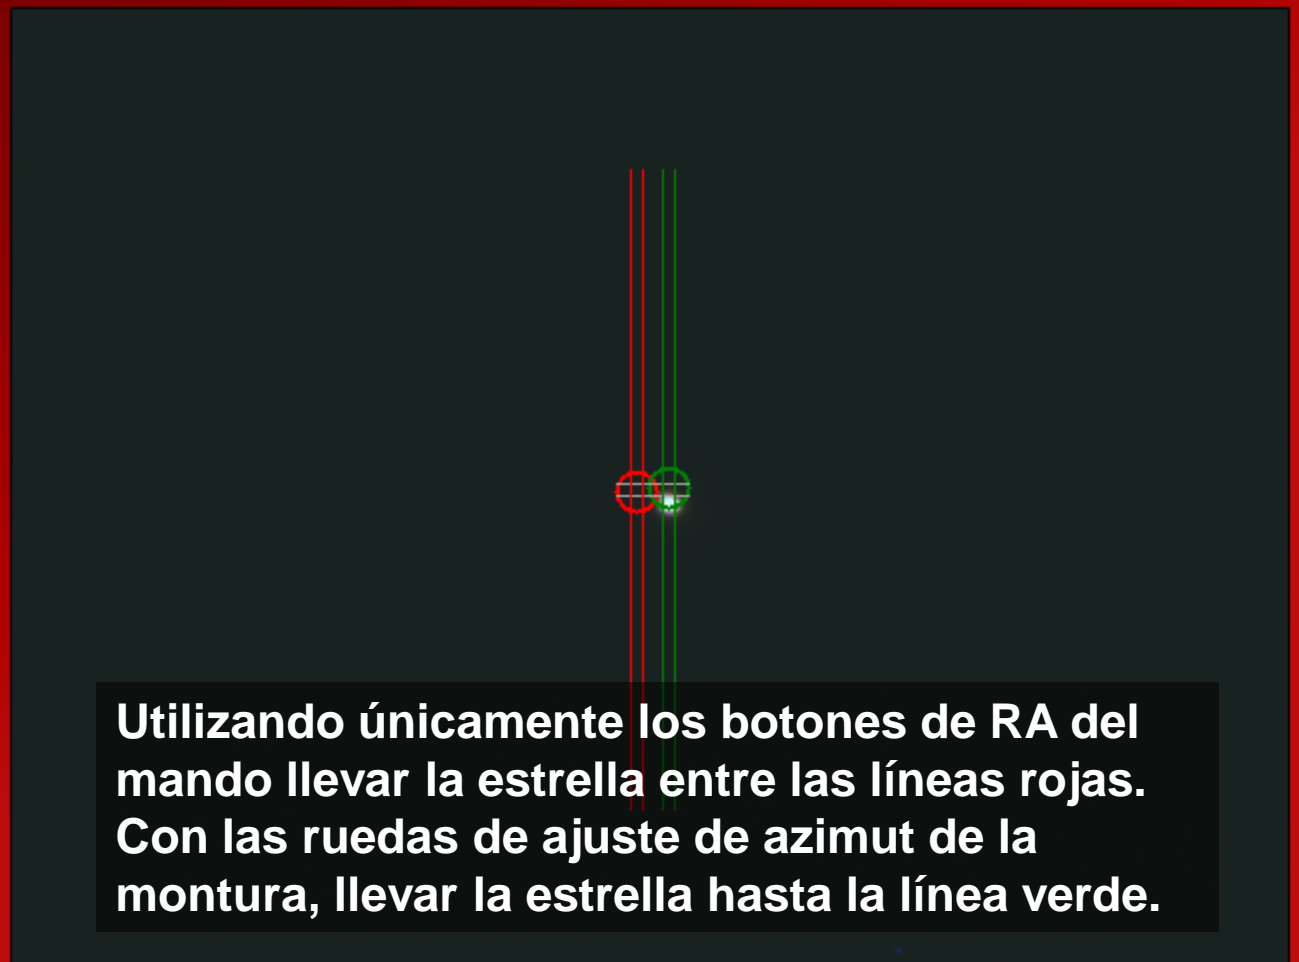 Utilizando únicamente los botones de RA del
mando llevar la estrella entre las líneas rojas.
Con las ruedas de ajuste de azimut de la
montura, llevar la estrella hasta la línea verde.